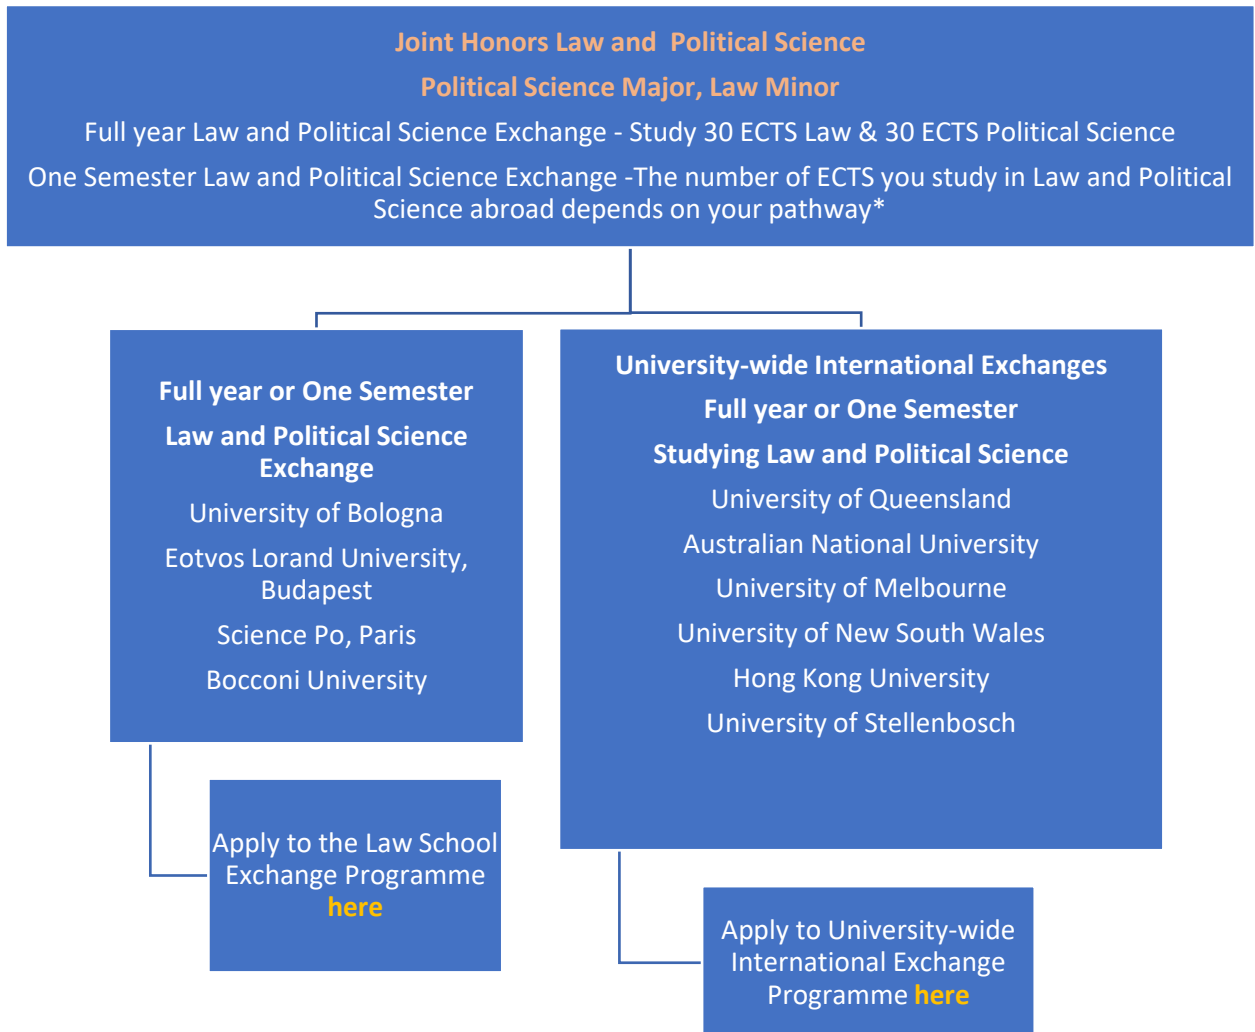 Joint Honors Law and Political Science
Political Science Major, Law Minor
Full year Law and Political Science Exchange - Study 30 ECTS Law & 30 ECTS Political Science
One Semester Law and Political Science Exchange -The number of ECTS you study in Law and Political
Science abroad depends on your pathway*
Full year or One Semester
Law and Political Science
Exchange
University of Bologna
Eotvos Lorand University,
Budapest
Science Po, Paris
Bocconi University
Apply to the Law School
Exchange Programme
here
University-wide International Exchanges
Full year or One Semester
Studying Law and Political Science
University of Queensland
Australian National University
University of Melbourne
University of New South Wales
Hong Kong University
University of Stellenbosch
Apply to University-wide
International Exchange
Programme here